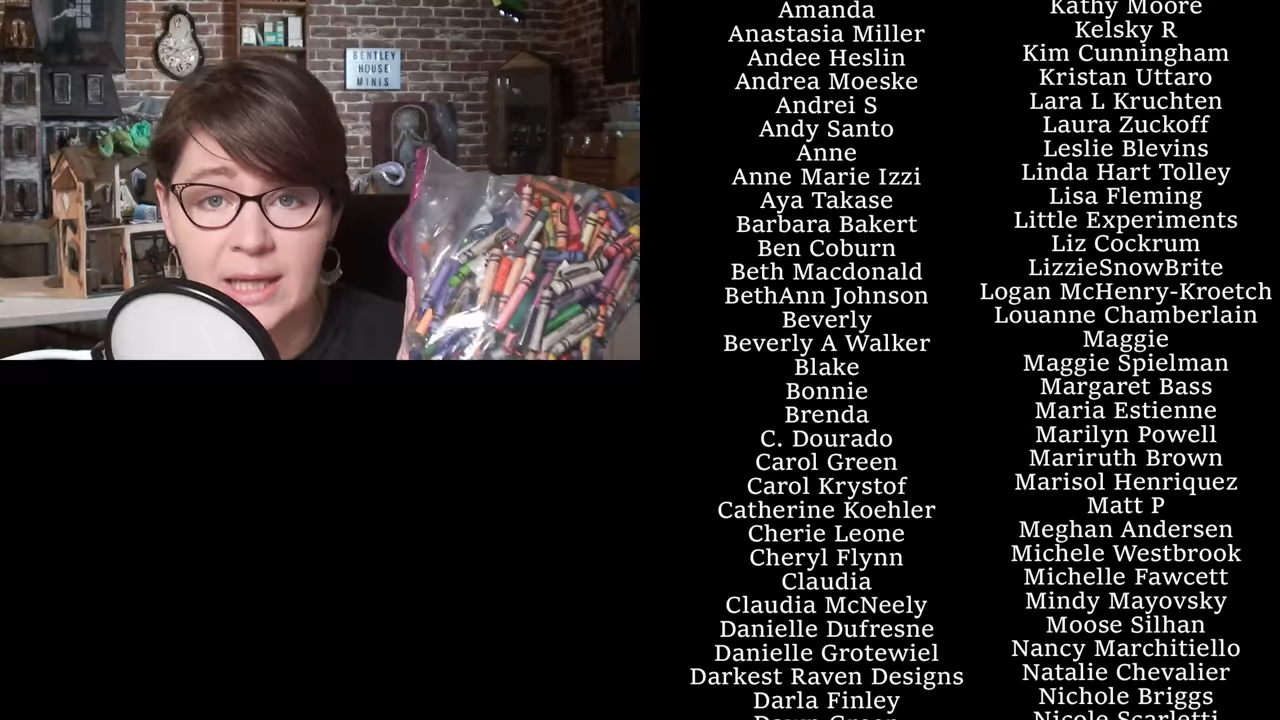 BENTLEY
HOUSE
MINIS
Amanda
Anastasia Miller
Andee Heslin
Andrea Moeske
Andrei S
Andy Santo
Anne
Anne Marie Izzi
Aya Takase
Barbara Bakert
Ben Coburn
Beth Macdonald
BethAnn Johnson
Beverly
Beverly A Walker
Blake
Bonnie
Brenda
C. Dourado
Carol Green
Carol Krystof
Catherine Koehler
Cherie Leone
Cheryl Flynn
Claudia
Claudia McNeely
Danielle Dufresne
Danielle Grotewiel
Darkest Raven Designs
Darla Finley
Dawn Green
Kathy Moore
Kelsky R
Kim Cunningham
Kristan Uttaro
Lara L Kruchten
Laura Zuckoff
Leslie Blevins
Linda Hart Tolley
Lisa Fleming
Little Experiments
Liz Cockrum
LizzieSnowBrite
Logan McHenry-Kroetch
Louanne Chamberlain
Maggie
Maggie Spielman
Margaret Bass
Maria Estienne
Marilyn Powell
Mariruth Brown
Marisol Henriquez
Matt P
Meghan Andersen
Michele Westbrook
Michelle Fawcett
Mindy Mayovsky
Moose Silhan
Nancy Marchitiello
Natalie Chevalier
Nichole Briggs
Nicole Scarletti